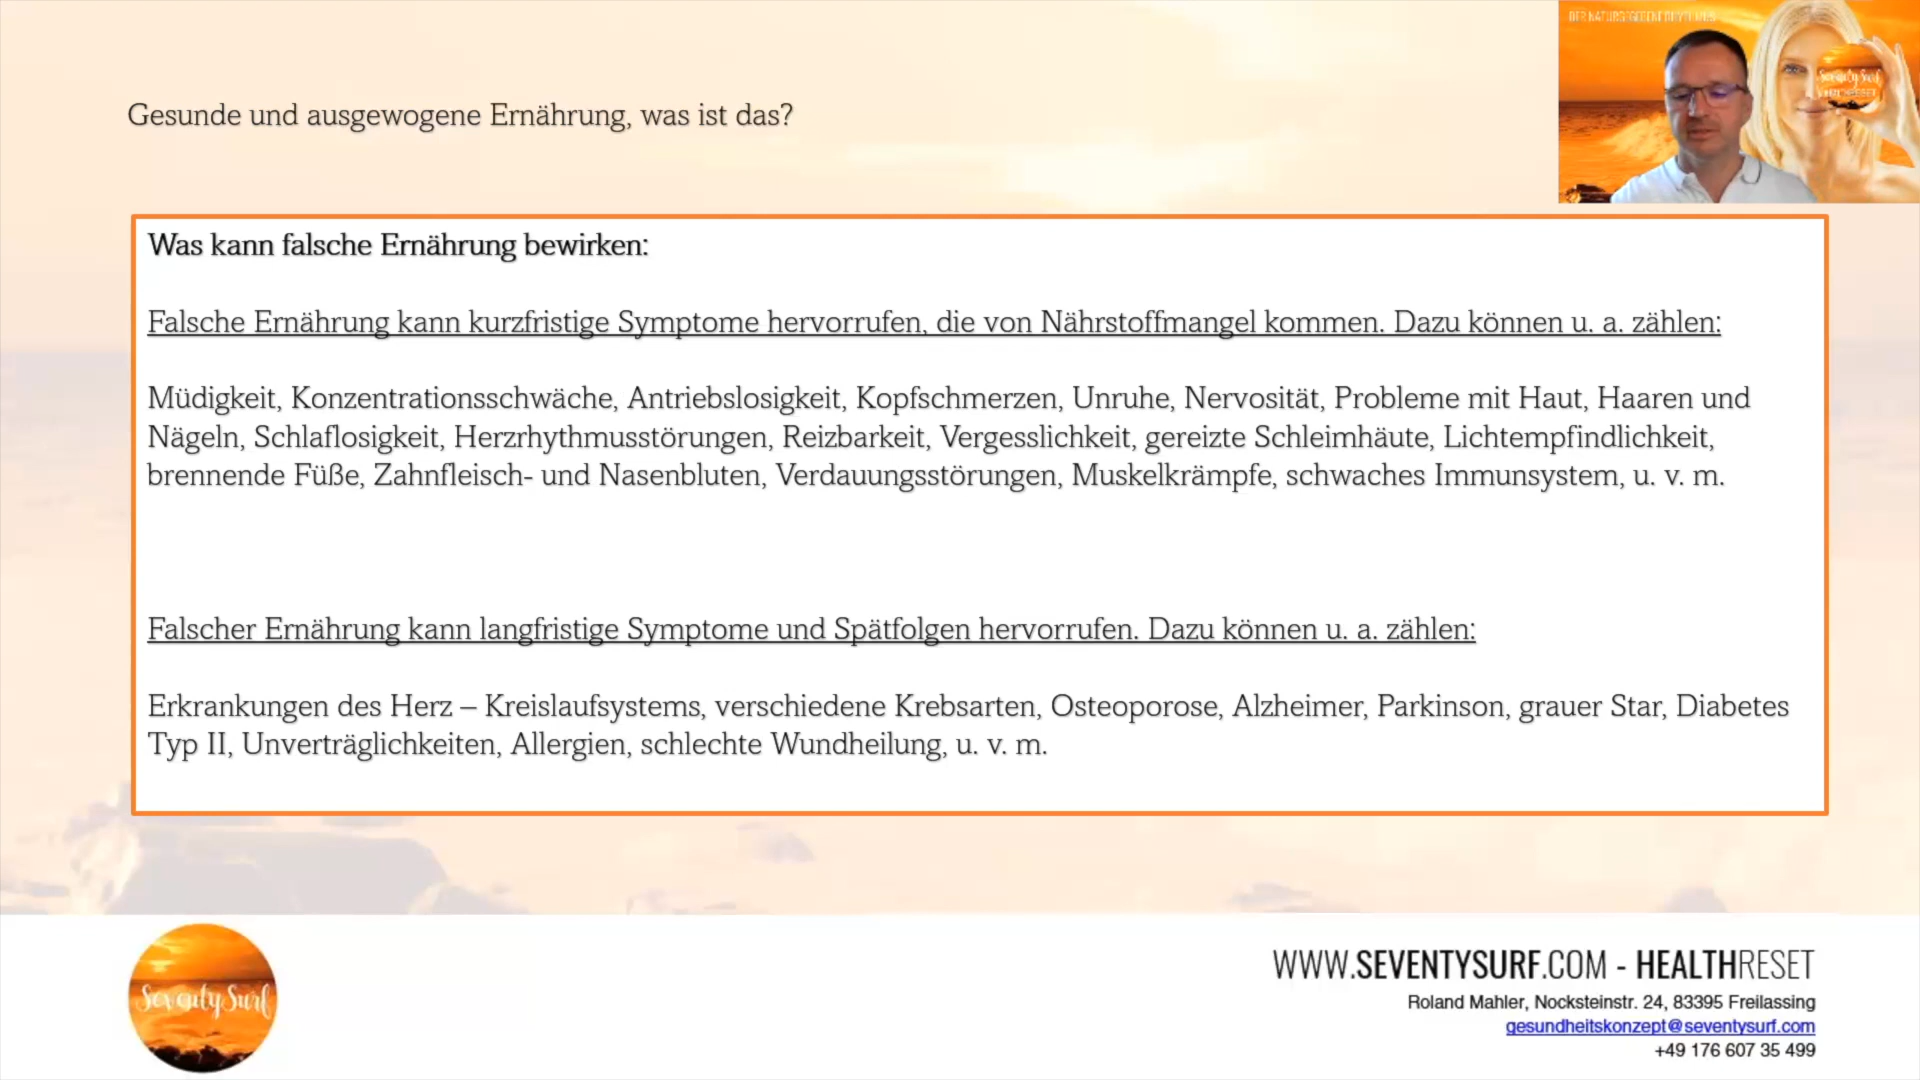 Gesunde und ausgewogene Ernährung, was ist das?
Was kann falsche Ernährung bewirken:
Falsche Ernährung kann kurzfristige Symptome hervorrufen, die von Nährstoffmangel kommen. Dazu können u. a. zählen:
Müdigkeit, Konzentrationsschwäche, Antriebslosigkeit, Kopfschmerzen, Unruhe, Nervosität, Probleme mit Haut, Haaren und
Nägeln, Schlaflosigkeit, Herzrhythmusstörungen, Reizbarkeit, Vergesslichkeit, gereizte Schleimhäute, Lichtempfindlichkeit,
brennende Füße, Zahnfleisch- und Nasenbluten, Verdauungsstörungen, Muskelkrämpfe, schwaches Immunsystem, u. v. m.
Falscher Ernährung kann langfristige Symptome und Spätfolgen hervorrufen. Dazu können u. a. zählen:
Erkrankungen des Herz – Kreislaufsystems, verschiedene Krebsarten, Osteoporose, Alzheimer, Parkinson, grauer Star, Diabetes
Typ II, Unverträglichkeiten, Allergien, schlechte Wundheilung, u. v. m.
SeventySurf
WWW.SEVENTYSURF.COM - HEALTHRESET
Roland Mahler, Nocksteinstr. 24, 83395 Freilassing
gesundheitskonzept@seventysurf.com
+49 176 607 35 499